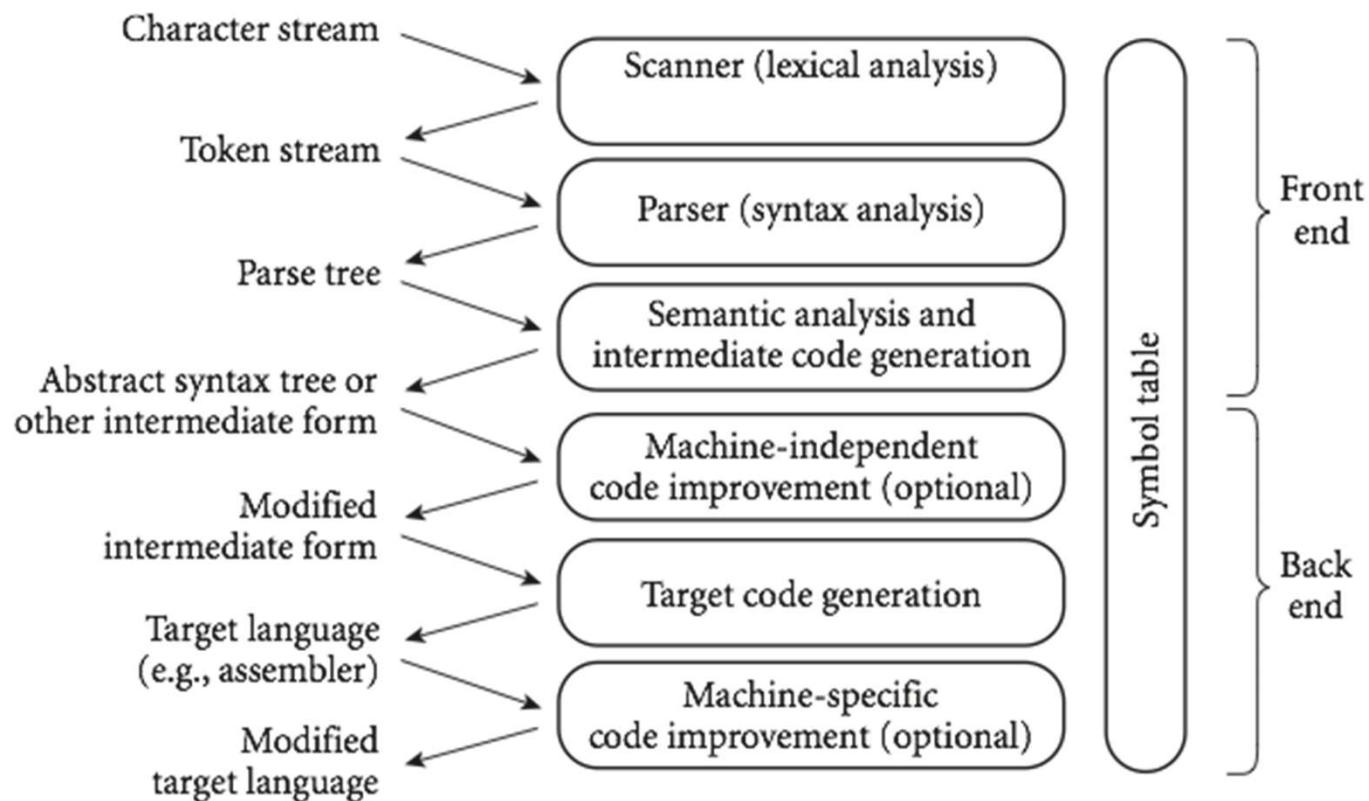 Character stream
Scanner (lexical analysis)
Token stream
Parser (syntax analysis)
Parse tree
Semantic analysis and
intermediate code generation
Abstract syntax tree or
other intermediate form
Machine-independent
code improvement (optional)
Modified
intermediate form
Target code generation
Target language
(e.g., assembler)
Machine-specific
code improvement (optional)
Modified
target language
Symbol table
Front
end
Back
end